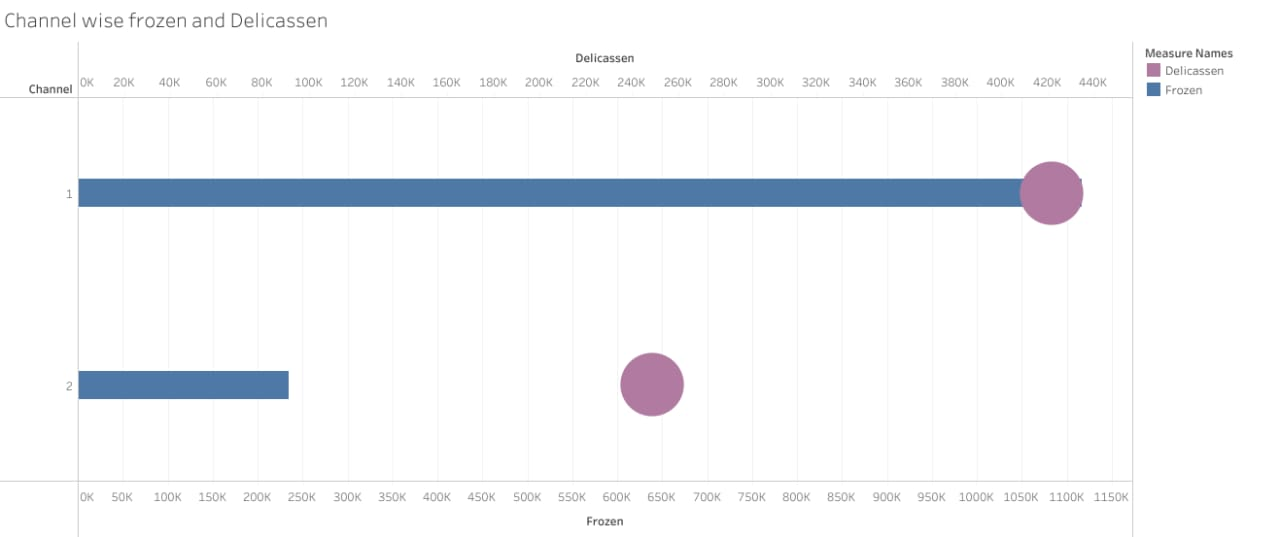 Channel wise frozen and Delicassen
Delicassen
Channel
0K 20K 40K 60K 80K 100K 120K 140K 160K 180K 200K 220K 240K 260K 280K 300K 320K 340K 360K 380K 400K 420K 440K
1
2
0K 50K 100K 150K 200K 250K 300K 350K 400K 450K 500K 550K 600K 650K 700K 750K 800K 850K 900K 950K 1000K 1050K 1100K 1150K
Frozen
Measure Names
Delicassen
Frozen